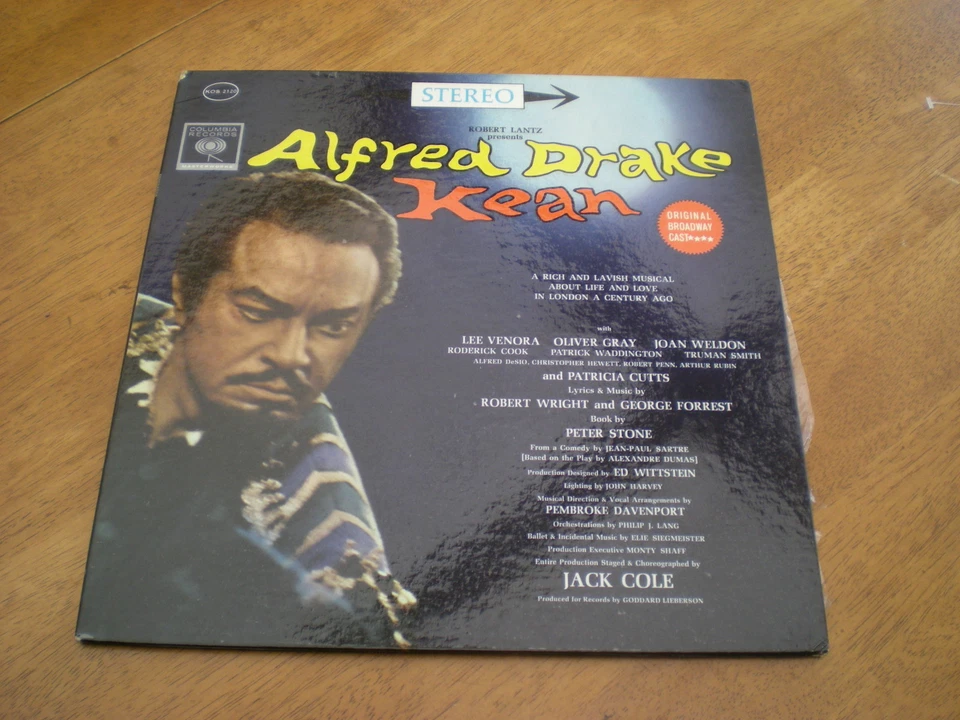 KOS 2120
STEREO
COLUMBIA
RECORDS
MASTERWORKS
ROBERT LANTZ
presents
Alfred Drake
Kean
ORIGINAL
BROADWAY
CAST★★★★
A RICH AND LAVISH MUSICAL
ABOUT LIFE AND LOVE
IN LONDON A CENTURY AGO
with
LEE VENORA OLIVER GRAY JOAN WELDON
RODERICK COOK PATRICK WADDINGTON TRUMAN SMITH
ALFRED DeSIO, CHRISTOPHER HEWETT, ROBERT PENN, ARTHUR RUBIN
and PATRICIA CUTTS
Lyrics & Music by
ROBERT WRIGHT and GEORGE FORREST
Book by
PETER STONE
From a Comedy by JEAN-PAUL SARTRE
[Based on the Play by ALEXANDRE DUMAS]
Production Designed by ED WITTSTEIN
Lighting by JOHN HARVEY
Musical Direction & Vocal Arrangements by
PEMBROKE DAVENPORT
Orchestrations by PHILIP J. LANG
Ballet & Incidental Music by ELIE SIEGMEISTER
Production Executive MONTY SHAFF
Entire Production Staged & Choreographed by
JACK COLE
Produced for Records by GODDARD LIEBERSON